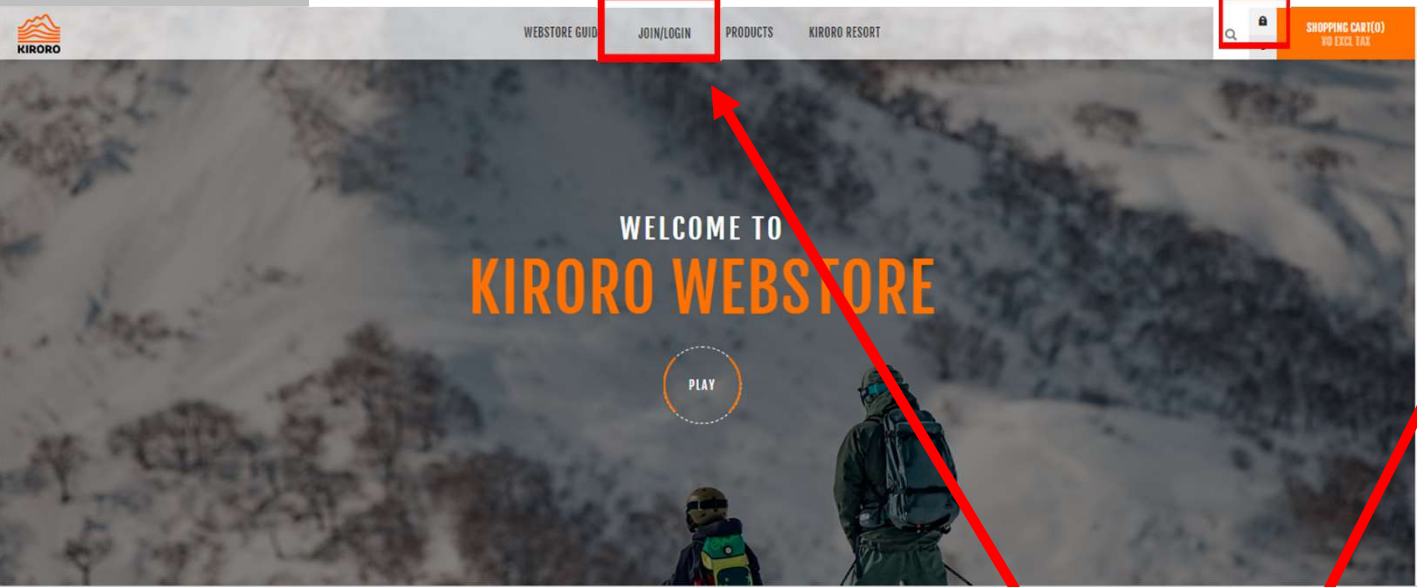 KIRORO
WEBSTORE GUID
JOIN/LOGIN
PRODUCTS
KIRORO RESORT
SHOPPING CART(0)
¥0 EXCL TAX
WELCOME TO
KIRORO WEBSTORE
PLAY